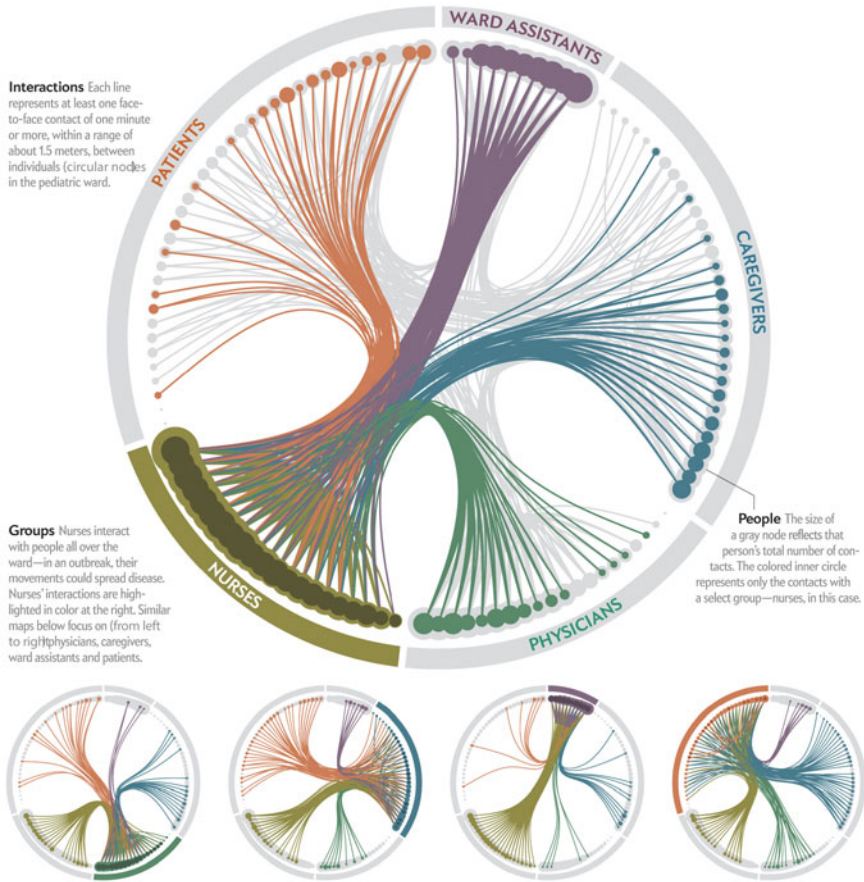 WARD ASSISTANTS
Interactions Each line
represents at least one face-
to-face contact of one minute
or more, within a range of
about 1.5 meters, between
individuals (circular nodes
in the pediatric ward.
PATIENTS
CAREGIVERS
People The size of
a gray node reflects that
person's total number of con-
tacts. The colored inner circle
represents only the contacts with
a select group—nurses, in this case.
Groups Nurses interact
with people all over the
ward—in an outbreak, their
movements could spread disease.
Nurses' interactions are high-
lighted in color at the right. Similar
maps below focus on (from left
to right)physicians, caregivers,
ward assistants and patients.
NURSES
PHYSICIANS